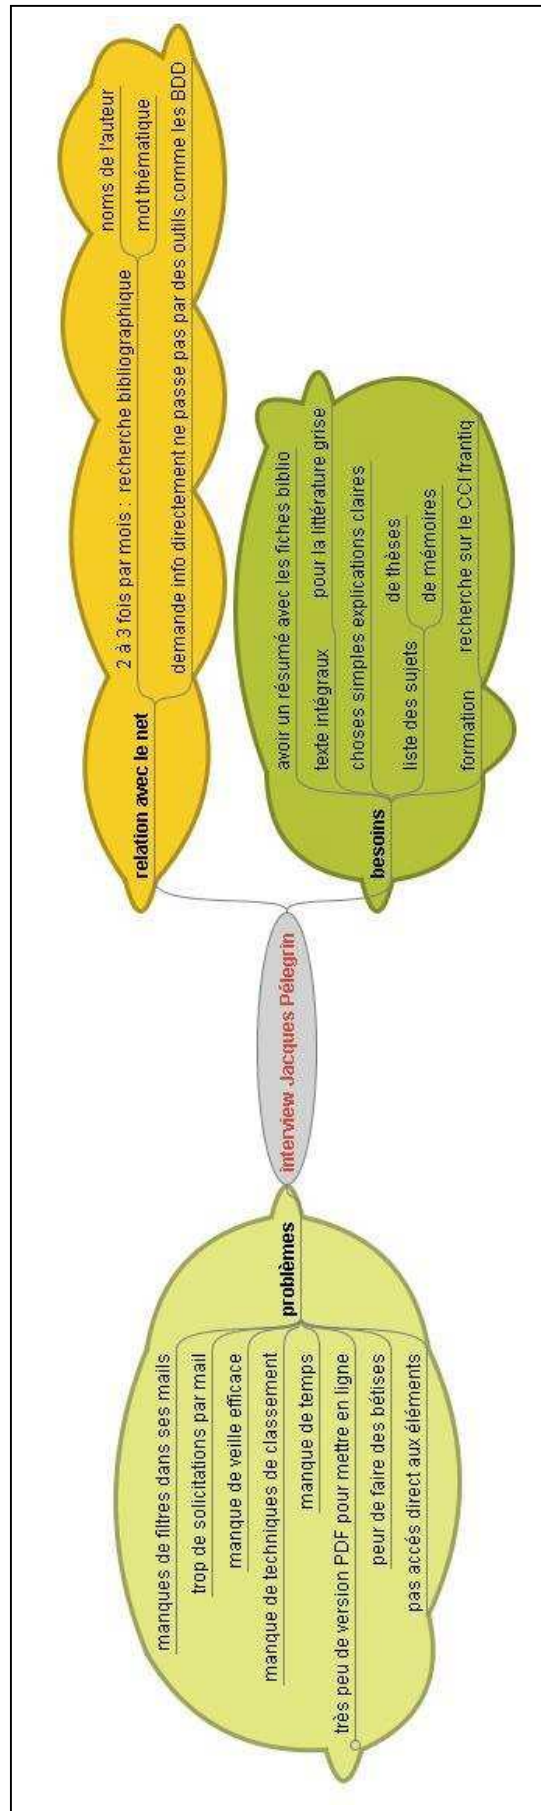 interview Jacques Pélegrin
relation avec le net
2 à 3 fois par mois : recherche bibliographique
noms de l'auteur
mot thématique
demande info directement ne passe pas par des outils comme les BDD
besoins
avoir un résumé avec les fiches biblio
texte intégraux
pour la littérature grise
choses simples explications claires
liste des sujets
de thèses
de mémoires
formation
recherche sur le CCI frantiq
problèmes
manques de filtres dans ses mails
trop de solicitations par mail
manque de veille efficace
manque de techniques de classement
manque de temps
très peu de version PDF pour mettre en ligne
peur de faire des bétises
pas accés direct aux éléments